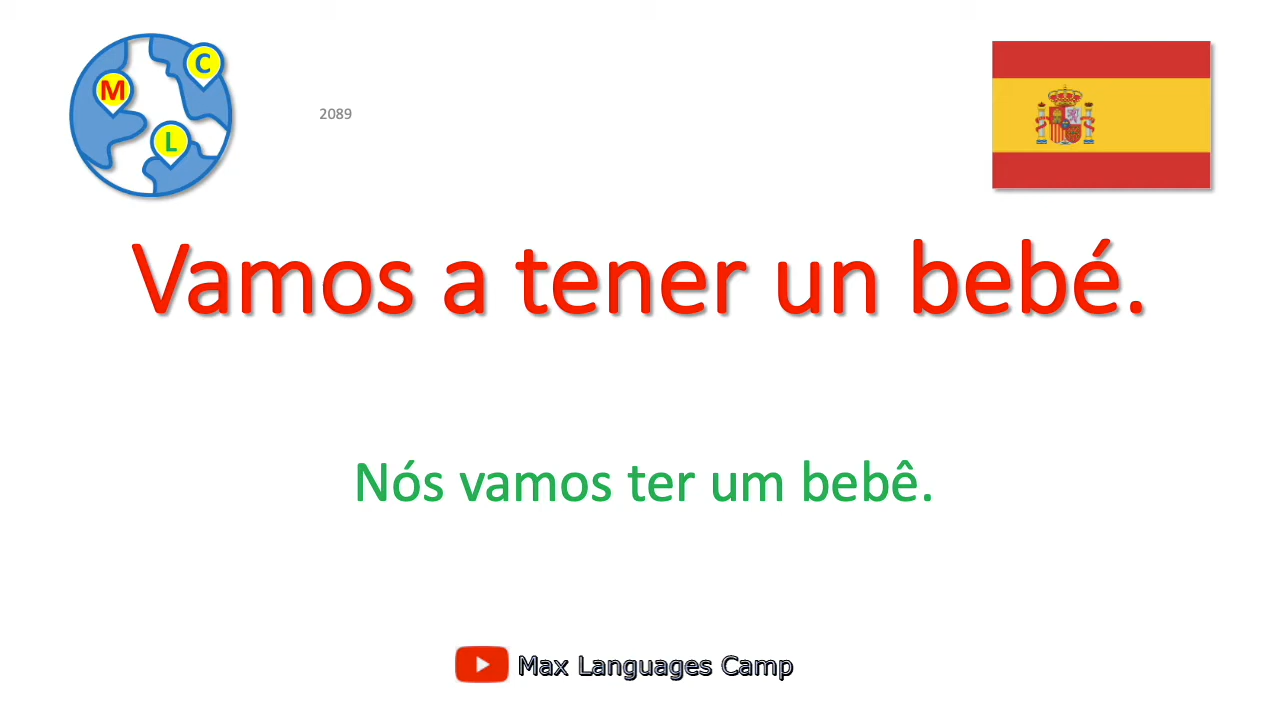 C
M
L
2089
Vamos a tener un bebé.
Nós vamos ter um bebê.
Max Languages Camp